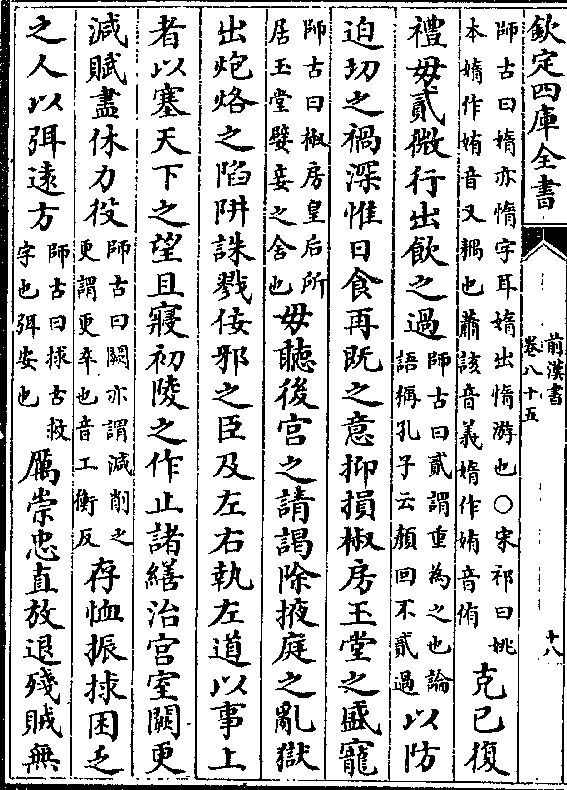 欽定四庫全書
前漢書
卷八十五
十八
師古曰媠亦惰字耳媠出惰游也〇宋祁曰姚
本媠作姷音又耦也蕭該音義媠作姷音侑
克已復
禮毋貳微行出飲之過
師古曰貳謂重為之也論
語稱孔子云顔回不貳過
以防
迫切之禍深惟日食再既之意抑損椒房玉堂之盛寵
師古曰椒房皇后所
居玉堂嬖妾之舍也
毋聽後宮之請謁除掖庭之亂獄
出炮烙之陷阱誅戮佞邪之臣及左右執左道以事上
者以塞天下之望且寢初陵之作止諸繕治宮室闕更
減賦盡休力役
師古曰闕亦謂減削之
更謂更卒也音工衡反
存恤振捄困乏
之人以弭逺方
師古曰捄古救
字也弭安也
厲崇忠直放退殘賊無